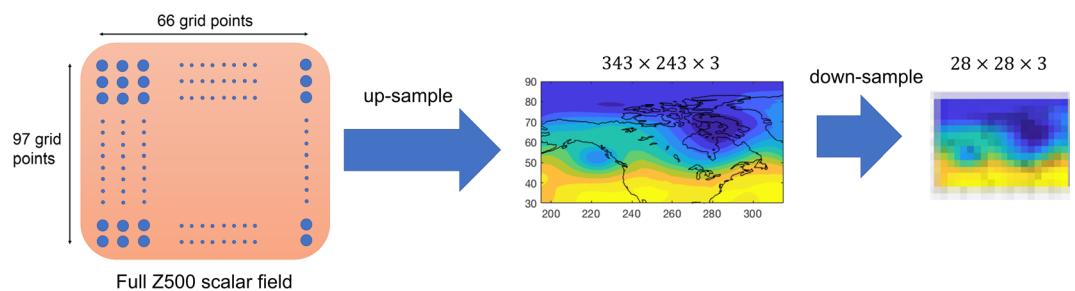 66 grid points
97 grid
points
Full Z500 scalar field
up-sample
343 × 243 × 3
90
80
70
60
50
40
30
200
220
240
260
280
300
down-sample
28 × 28 × 3